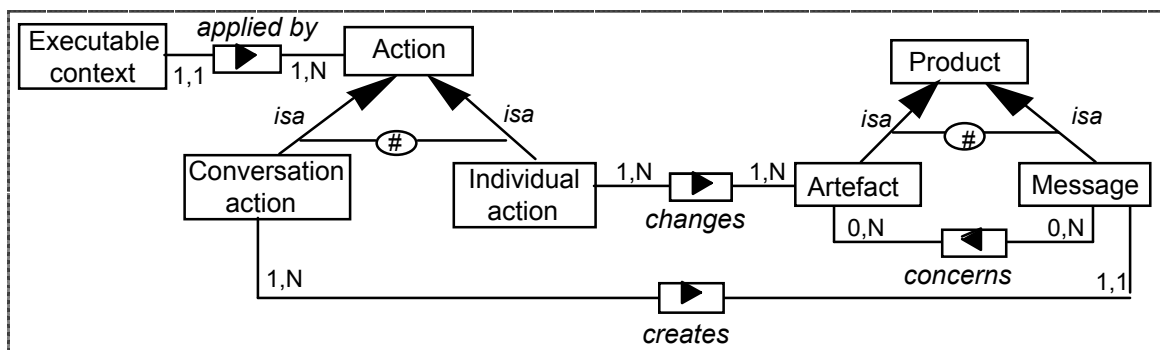 applied by
Executable
context
1,1
1,N
Action
Product
isa
isa
#
isa
isa
#
Conversation
action
Individual
action
1,N
changes
1,N
Artefact
Message
0,N
concerns
0,N
1,N
creates
1,1